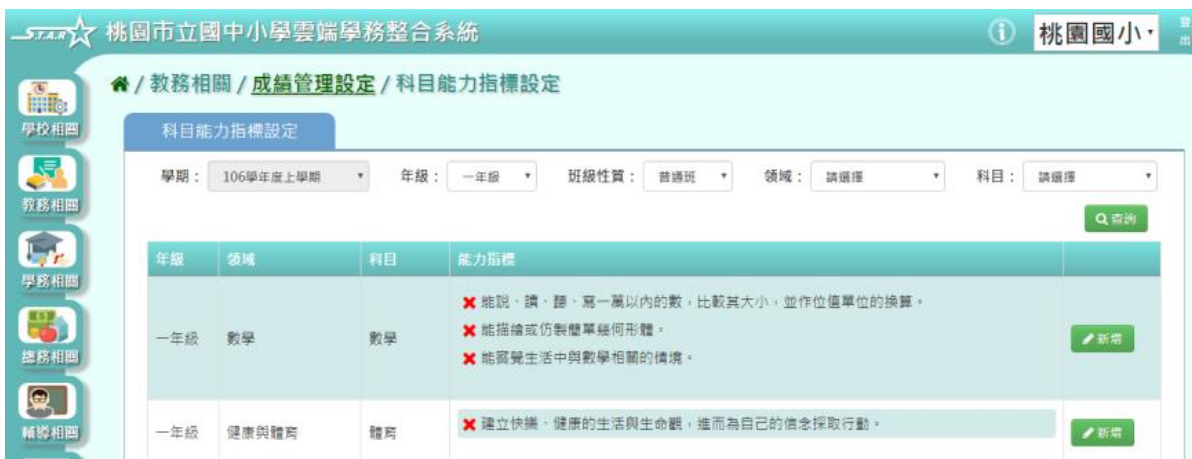 STAR 桃園市立國中小學雲端學務整合系統
桃園國小
登出
/ 教務相關 / 成績管理設定 / 科目能力指標設定
學校相關
教務相關
學務相關
總務相關
輔導相關
科目能力指標設定
學期: 106學年度上學期 年級: 一年級 班級性質: 普通班 領域: 請選擇 科目: 請選擇
查詢
年級 領域 科目 能力指標
一年級 數學 數學
能說、讀、聽、寫一萬以內的數,比較其大小,並作位值單位的換算。
能描繪或仿製簡單幾何形體。
能察覺生活中與數學相關的情境。
新增
一年級 健康與體育 體育
建立快樂、健康的生活與生命觀,進而為自己的信念採取行動。
新增